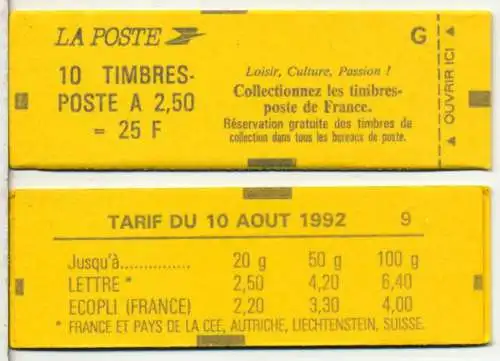 LA POSTE
G
10 TIMBRES-
POSTE A 2,50
= 25 F
Loisir, Culture, Passion !
Collectionnez les timbres-
poste de France.
Réservation gratuite des timbres de
collection dans tous les bureaux de poste.
OUVRIR ICI
TARIF DU 10 AOUT 1992 9
Jusqu'à............... 20 g 50 g 100 g
LETTRE * 2,50 4,20 6,40
ECOPLI (FRANCE) 2,20 3,30 4,00
* FRANCE ET PAYS DE LA CEE, AUTRICHE, LIECHTENSTEIN, SUISSE.